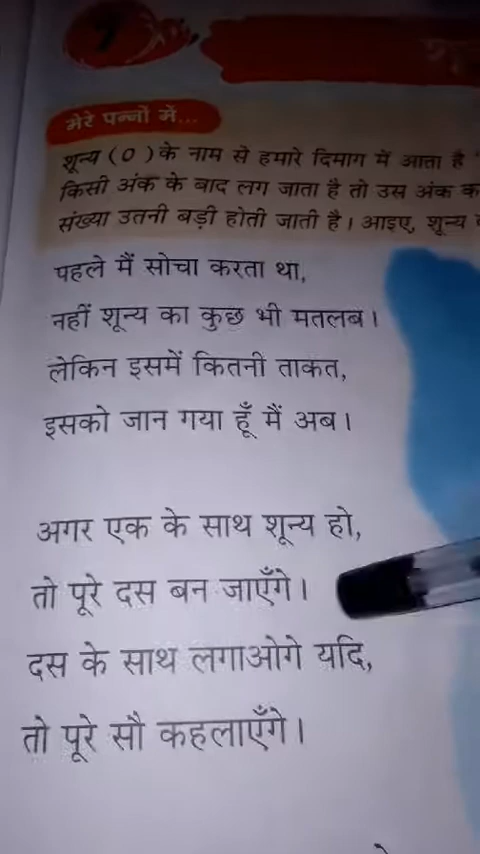 मेरे पन्नों में...
शून्य (0) के नाम से हमारे दिमाग में आता है
किसी अंक के बाद लग जाता है तो उस अंक
संख्या उतनी बड़ी होती जाती है। आइए, शून्य
पहले मैं सोचा करता था,
नहीं शून्य का कुछ भी मतलब।
लेकिन इसमें कितनी ताकत,
इसको जान गया हूँ मैं अब।
अगर एक के साथ शून्य हो,
तो पूरे दस बन जाएँगे।
दस के साथ लगाओगे यदि,
तो पूरे सौ कहलाएँगे।